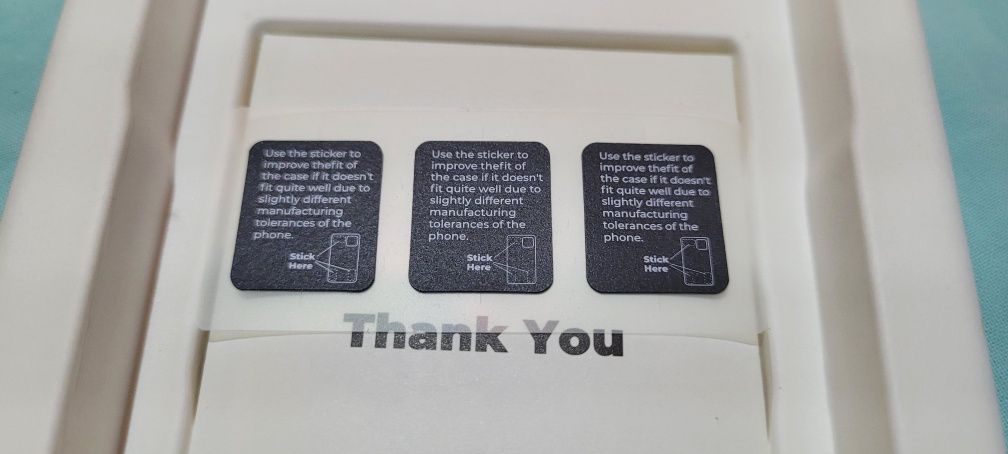 Use the sticker to
improve thefit of
the case if it doesn't
fit quite well due to
slightly different
manufacturing
tolerances of the
phone.
Stick
Here
Use the sticker to
improve thefit of
the case if it doesn't
fit quite well due to
slightly different
manufacturing
tolerances of the
phone.
Stick
Here
Use the sticker to
improve thefit of
the case if it doesn't
fit quite well due to
slightly different
manufacturing
tolerances of the
phone.
Stick
Here
Thank You